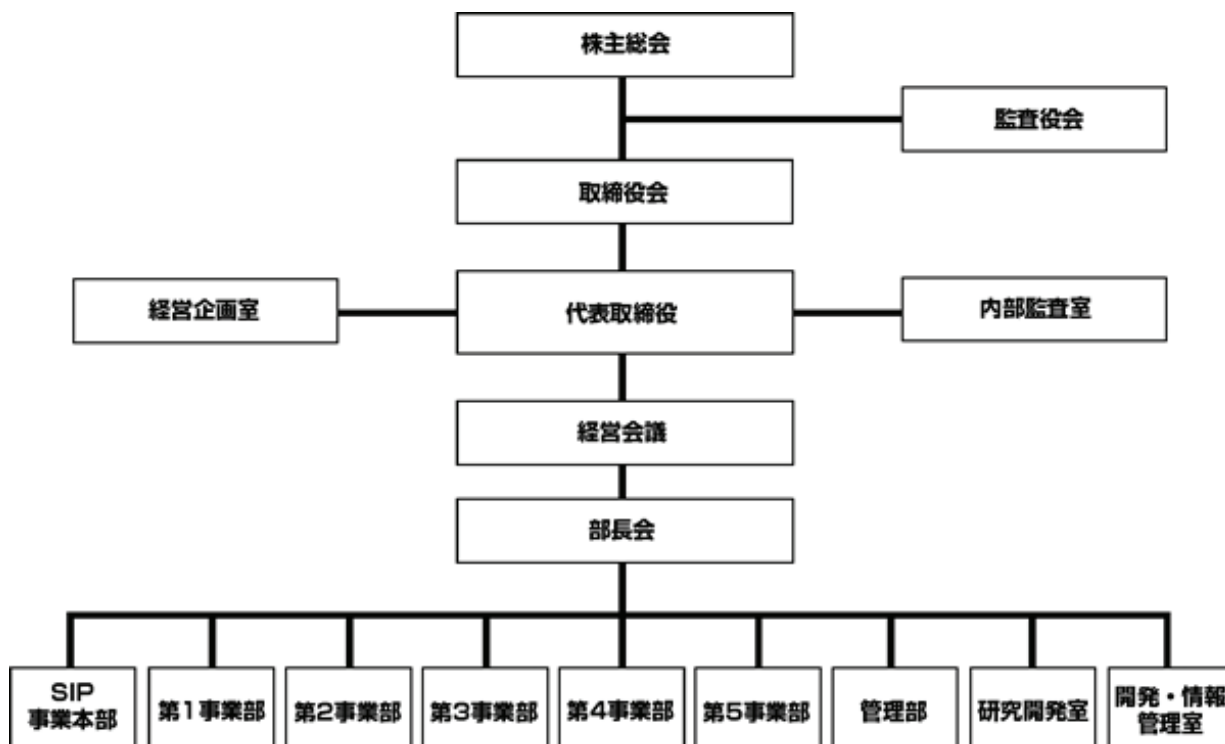 株主総会
監査役会
取締役会
経営企画室
代表取締役
内部監査室
経営会議
部長会
SIP
事業本部
第1事業部
第2事業部
第3事業部
第4事業部
第5事業部
管理部
研究開発室
開発・情報
管理室